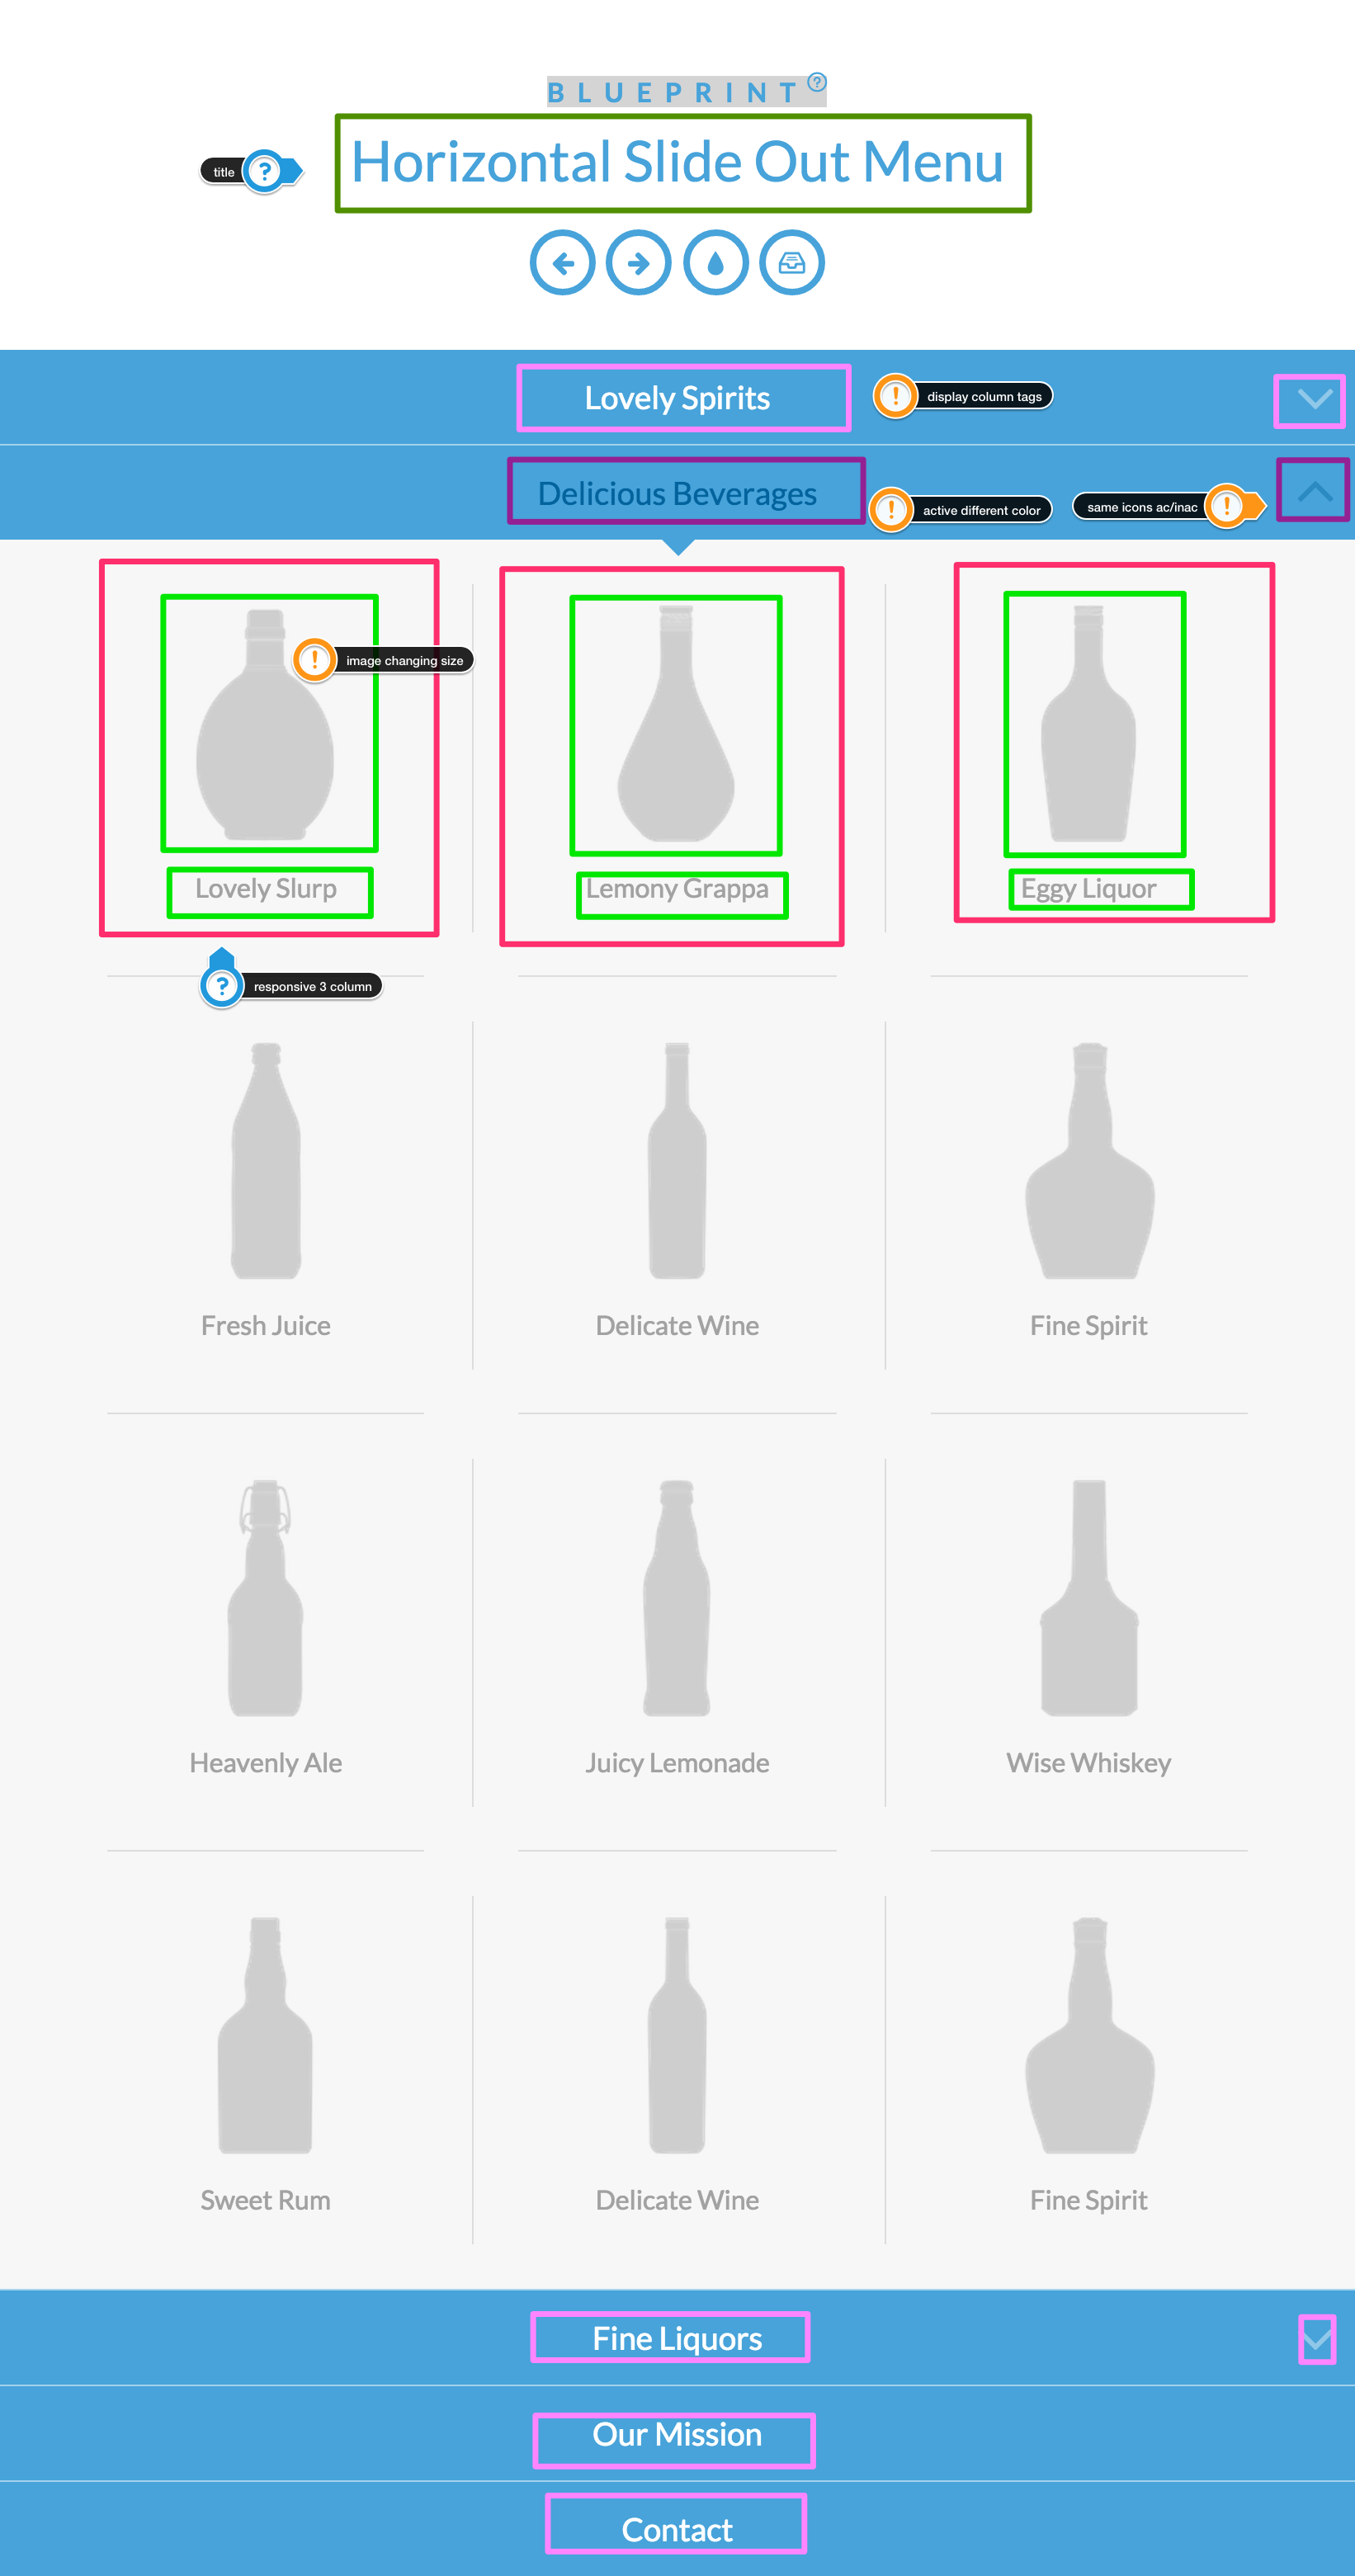 BLUEPRINT ?
title ?
Horizontal Slide Out Menu
Lovely Spirits
! display column tags
Delicious Beverages
! active different color
same icons ac/inac !
! image changing size
Lovely Slurp
Lemony Grappa
Eggy Liquor
? responsive 3 column
Fresh Juice
Delicate Wine
Fine Spirit
Heavenly Ale
Juicy Lemonade
Wise Whiskey
Sweet Rum
Delicate Wine
Fine Spirit
Fine Liquors
Our Mission
Contact